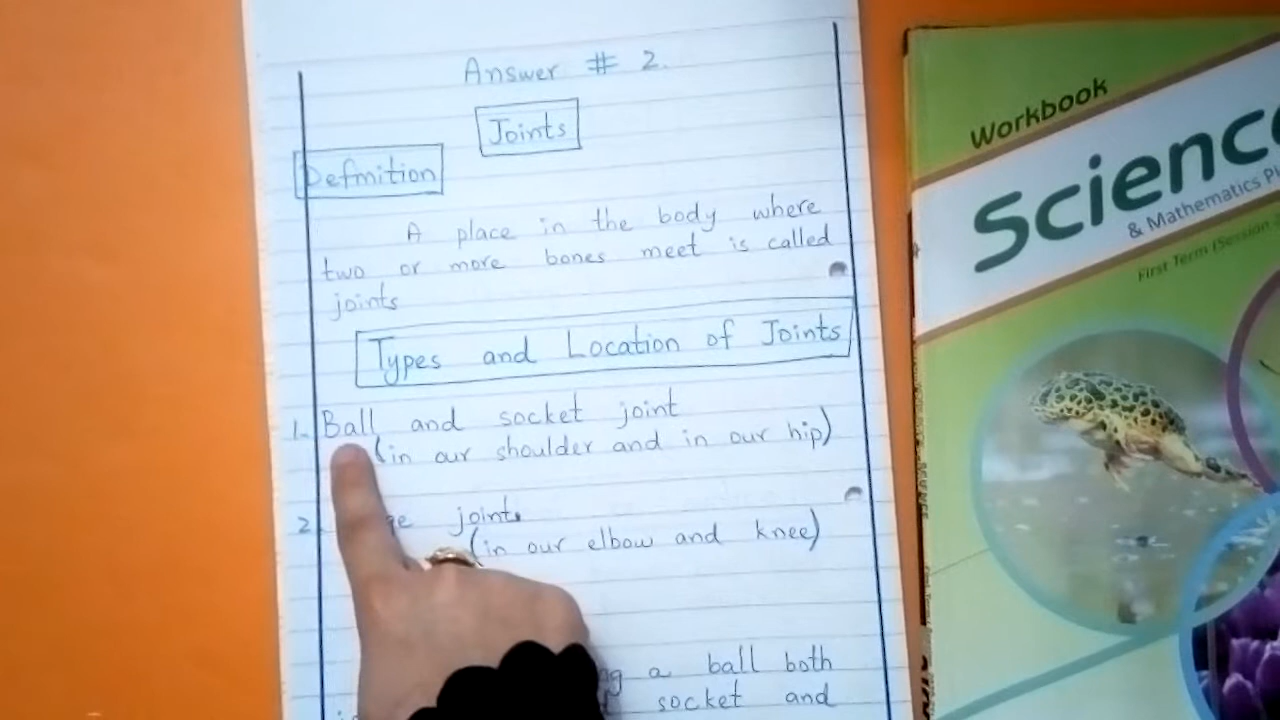 Answer # 2.
Joints
Definition
A place in the body where
two or more bones meet is called
joints
Types and Location of Joints
1- Ball and socket joint
(in our shoulder and in our hip)
2 joints
(in our elbow and knee)
a ball both
socket and
Workbook
Science
& Mathematics
First Term (Session